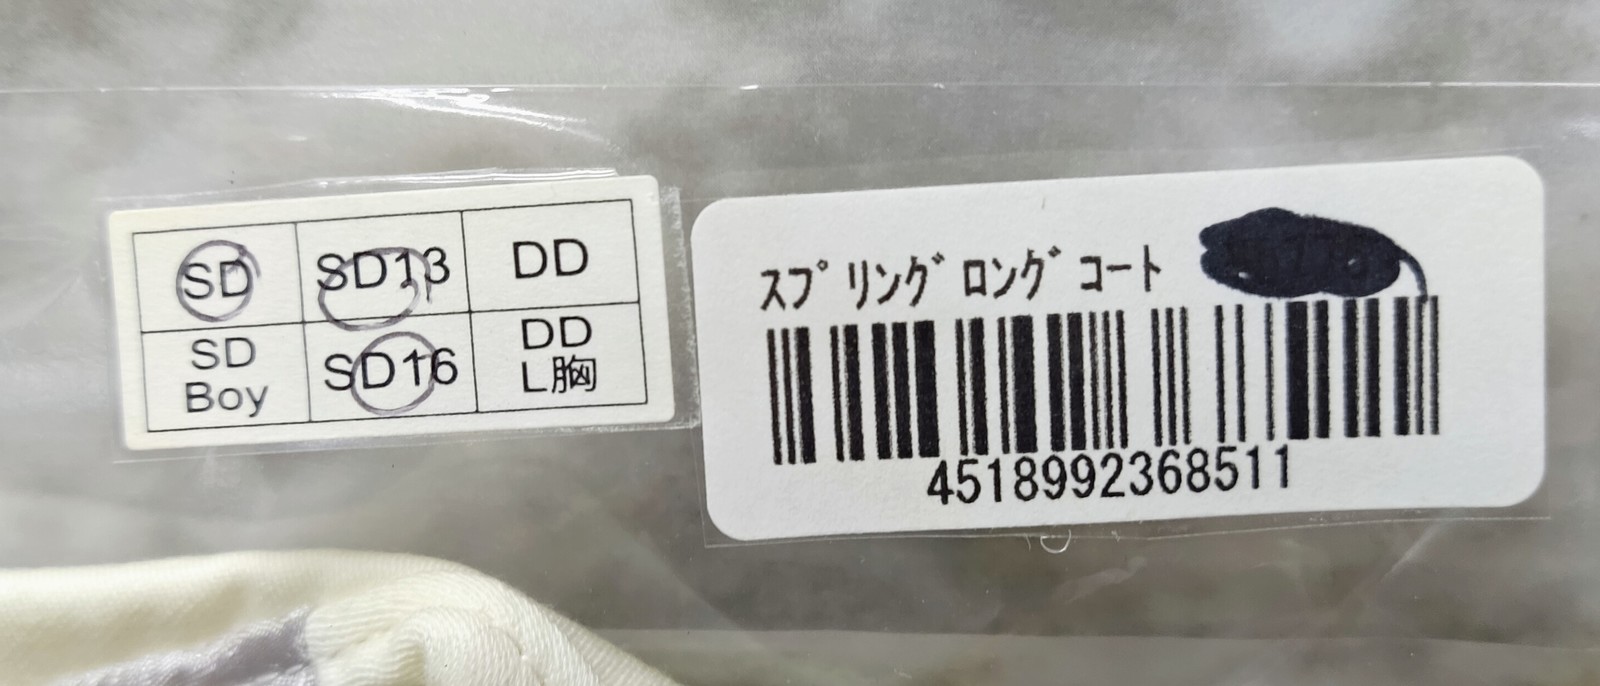 SD SD13 DD
SD Boy SD16 DD L胸
ｽﾌﾟﾘﾝｸﾞﾛﾝｸﾞｺｰﾄ
4518992368511